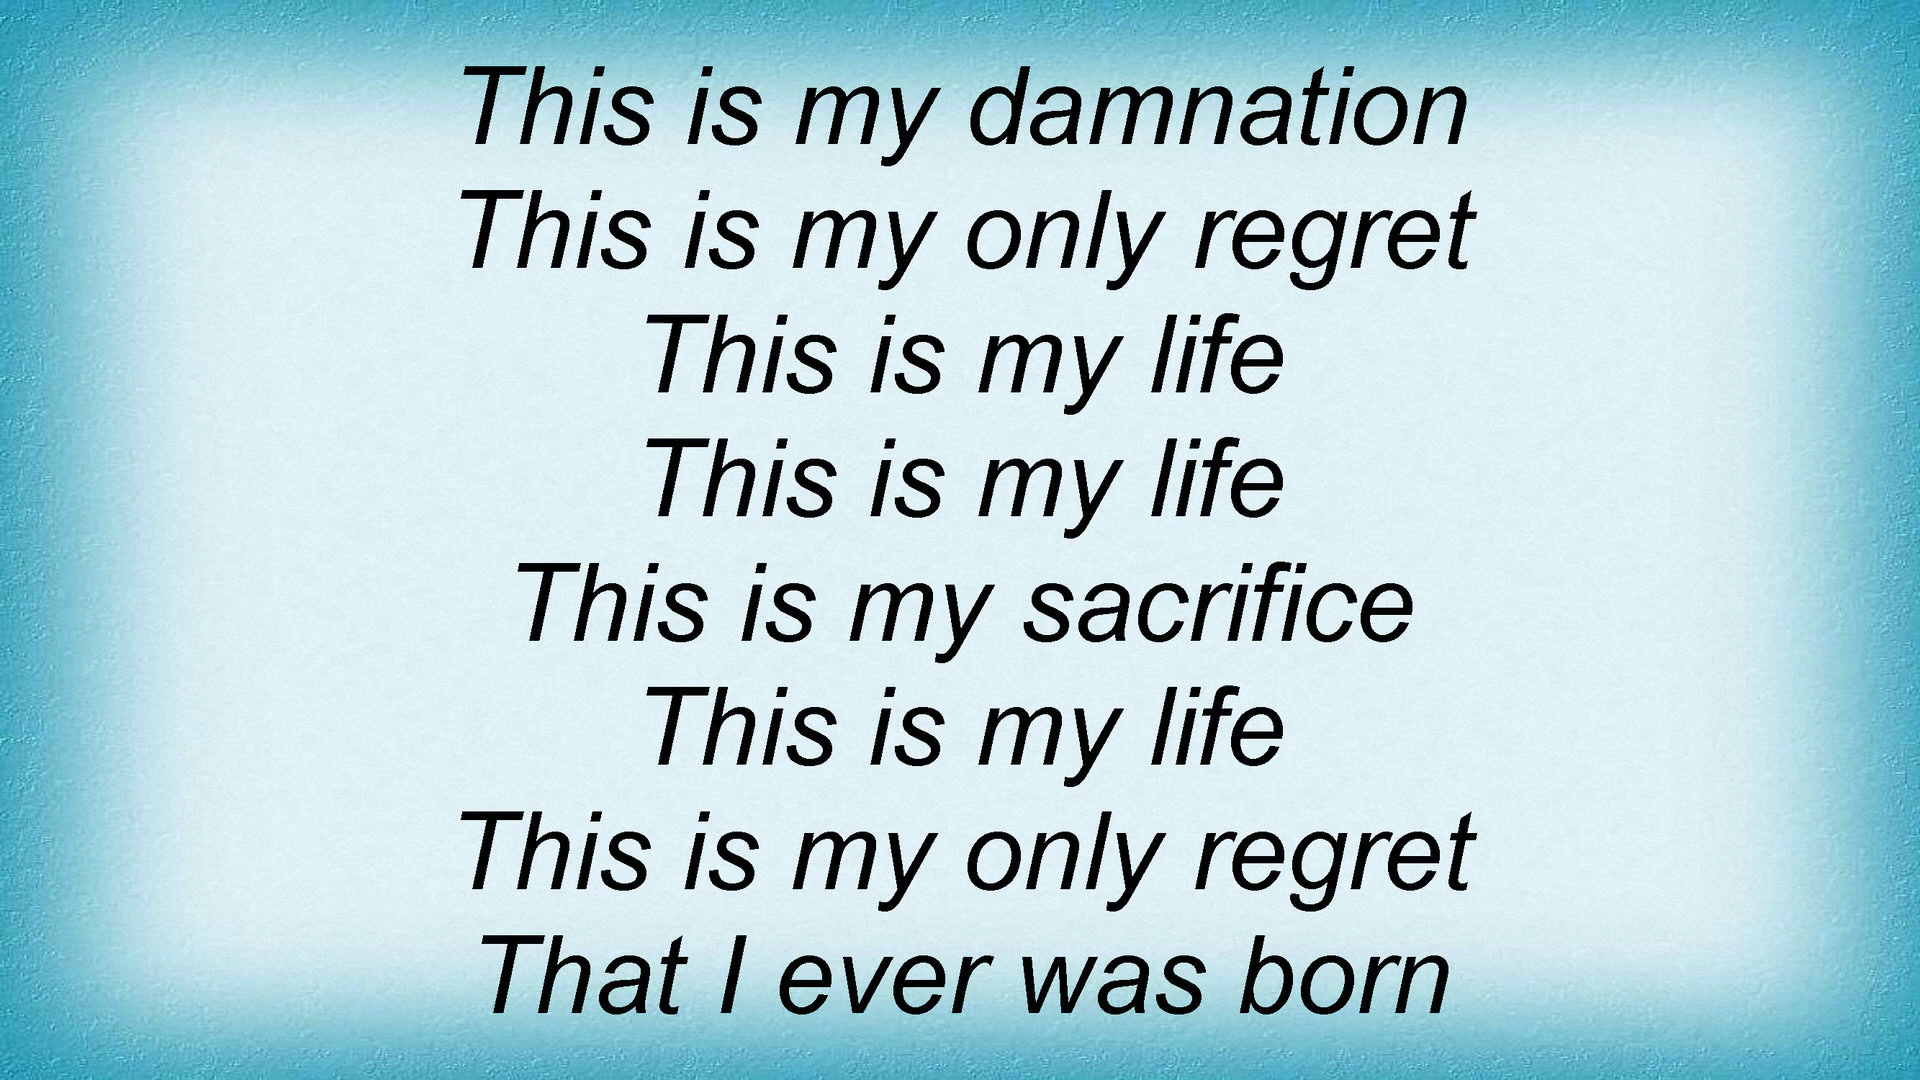 This is my damnation
This is my only regret
This is my life
This is my life
This is my sacrifice
This is my life
This is my only regret
That I ever was born